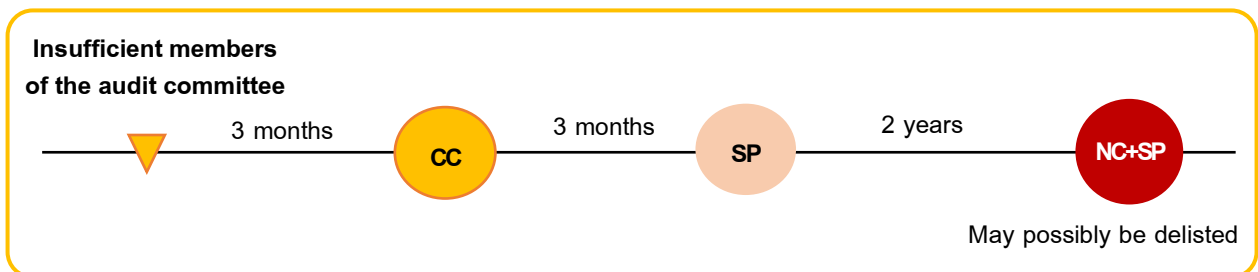 Insufficient members
of the audit committee
3 months
3 months
2 years
CC
SP
NC+SP
May possibly be delisted